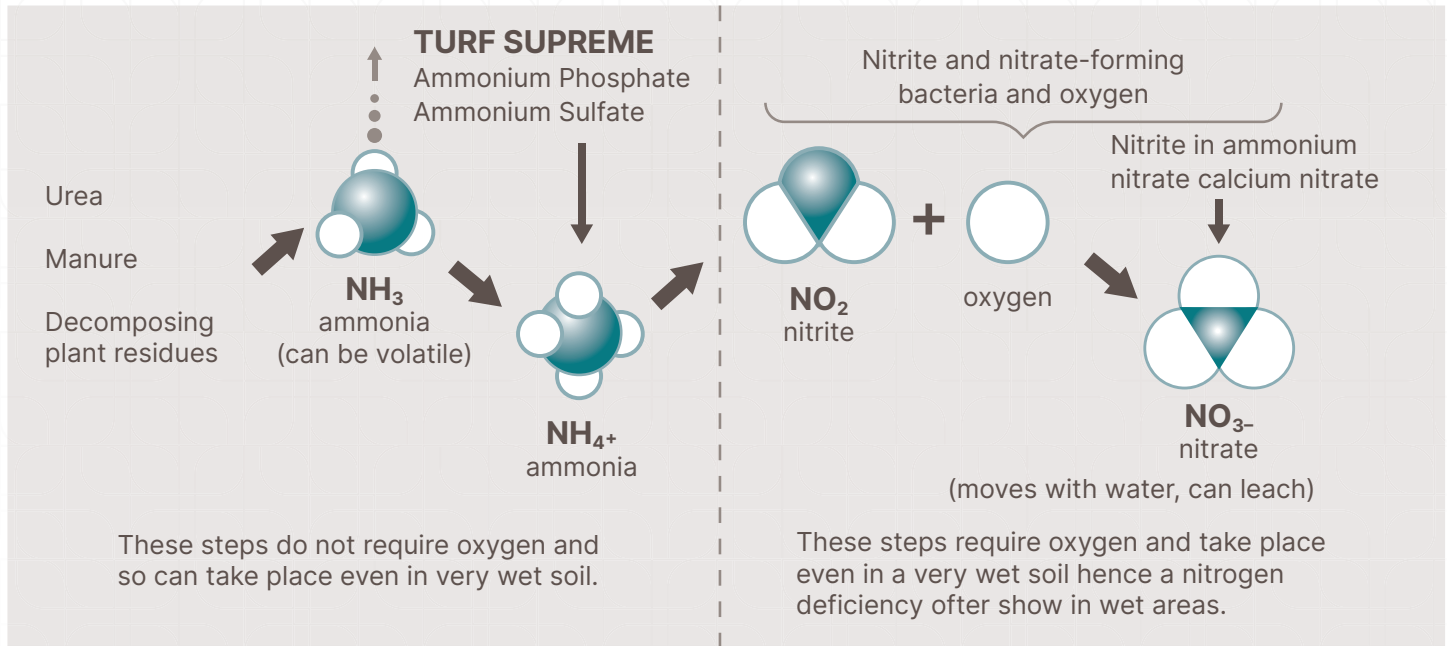 TURF SUPREME
Ammonium Phosphate
Ammonium Sulfate
Urea
Manure
Decomposing
plant residues
NH₃
ammonia
(can be volatile)
NH₄₊
ammonia
These steps do not require oxygen and
so can take place even in very wet soil.
Nitrite and nitrate-forming
bacteria and oxygen
Nitrite in ammonium
nitrate calcium nitrate
+
NO₂
nitrite
oxygen
NO₃₋
nitrate
(moves with water, can leach)
These steps require oxygen and take place
even in a very wet soil hence a nitrogen
deficiency ofter show in wet areas.